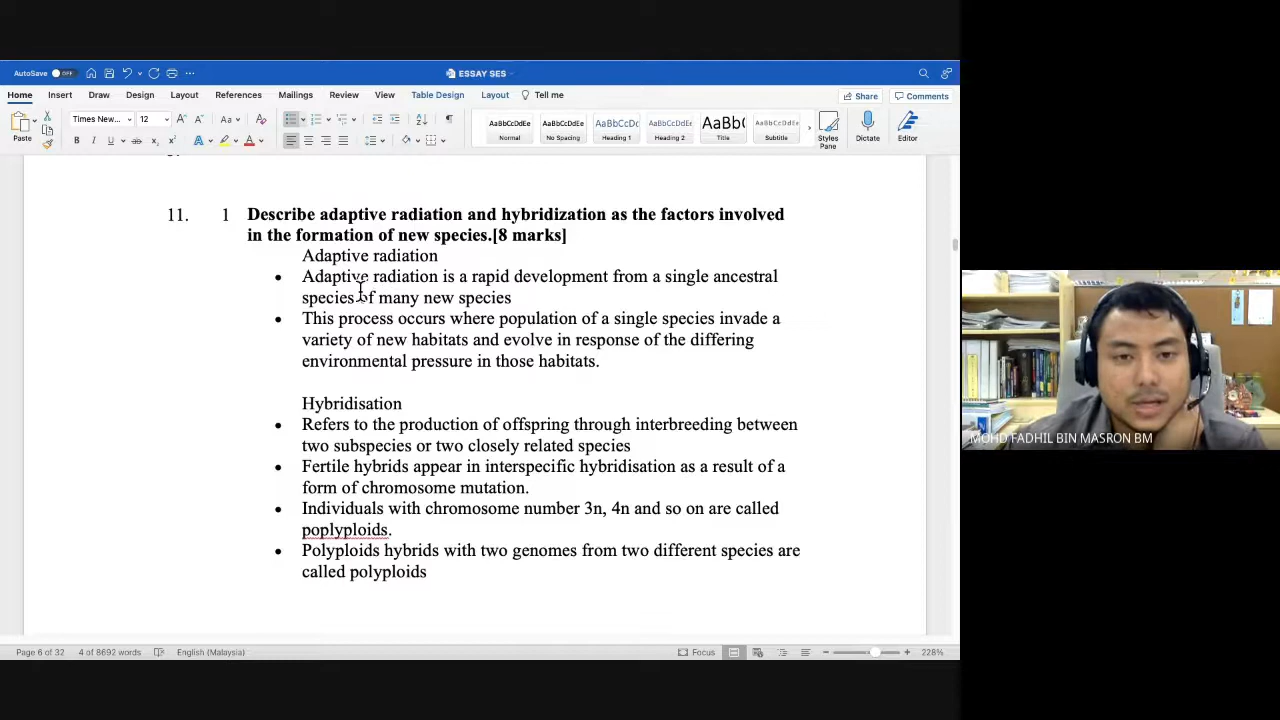 AutoSave OFF
ESSAY SES
Home Insert Draw Design Layout References Mailings Review View Table Design Layout Tell me
Share Comments
Paste
Times New... 12
AaBbCcDc AaBbCcDc AaBbCcDc AaBbCcDc AaBb( AaBbCcDc
Normal No Spacing Heading 1 Heading 2 Title Subtitle
Styles Pane
Dictate
Editor
11. 1 Describe adaptive radiation and hybridization as the factors involved
in the formation of new species.[8 marks]
Adaptive radiation
• Adaptive radiation is a rapid development from a single ancestral
species of many new species
• This process occurs where population of a single species invade a
variety of new habitats and evolve in response of the differing
environmental pressure in those habitats.
Hybridisation
• Refers to the production of offspring through interbreeding between
two subspecies or two closely related species
• Fertile hybrids appear in interspecific hybridisation as a result of a
form of chromosome mutation.
• Individuals with chromosome number 3n, 4n and so on are called
poplyploids.
• Polyploids hybrids with two genomes from two different species are
called polyploids
Page 6 of 32 4 of 8692 words English (Malaysia) Focus 228%
MOHD FADHIL BIN MASRON BM